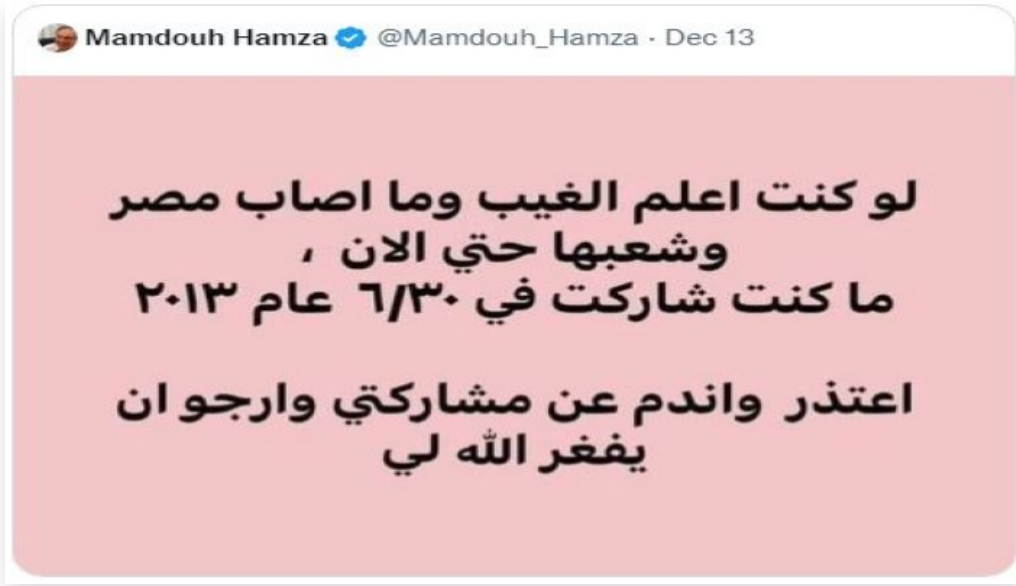 Mamdouh Hamza @Mamdouh_Hamza · Dec 13
لو كنت اعلم الغيب وما اصاب مصر
وشعبها حتي الان ،
ما كنت شاركت في ٦/٣٠ عام ٢٠١٣
اعتذر واندم عن مشاركتي وارجو ان
يفغر الله لي